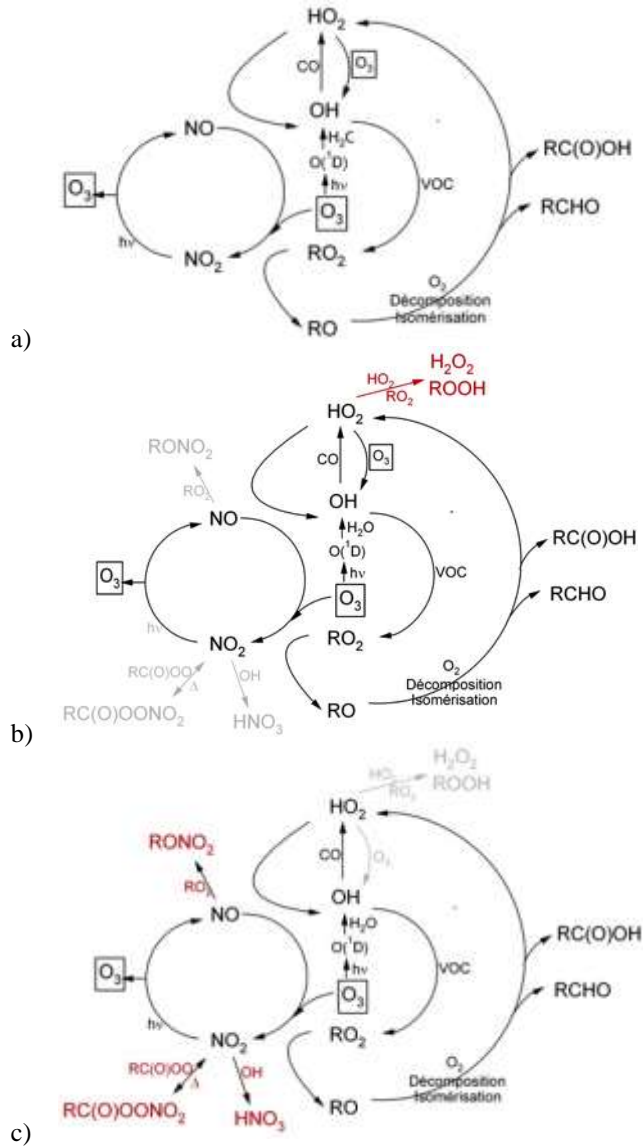 HO₂
CO
O₃
OH
NO
H₂C
RC(O)OH
O(¹D)
O₃
hν
VOC
RCHO
O₃
hν
NO₂
RO₂
O₂
Décomposition
Isomérisation
RO
a)
H₂O₂
HO₂
ROOH
RO₂
HO₂
RONO₂
CO
O₃
RO₂
OH
NO
H₂O
RC(O)OH
O(¹D)
O₃
hν
VOC
RCHO
O₃
hν
NO₂
RO₂
RC(O)OO
OH
O₂
Δ
Décomposition
RC(O)OONO₂
Isomérisation
HNO₃
RO
b)
H₂O₂
HO₂
ROOH
RO₂
HO₂
RONO₂
CO
O₃
RO₂
OH
NO
H₂O
RC(O)OH
O(¹D)
O₃
hν
VOC
RCHO
O₃
hν
NO₂
RO₂
RC(O)OO
OH
O₂
Δ
Décomposition
RC(O)OONO₂
Isomérisation
HNO₃
RO
c)